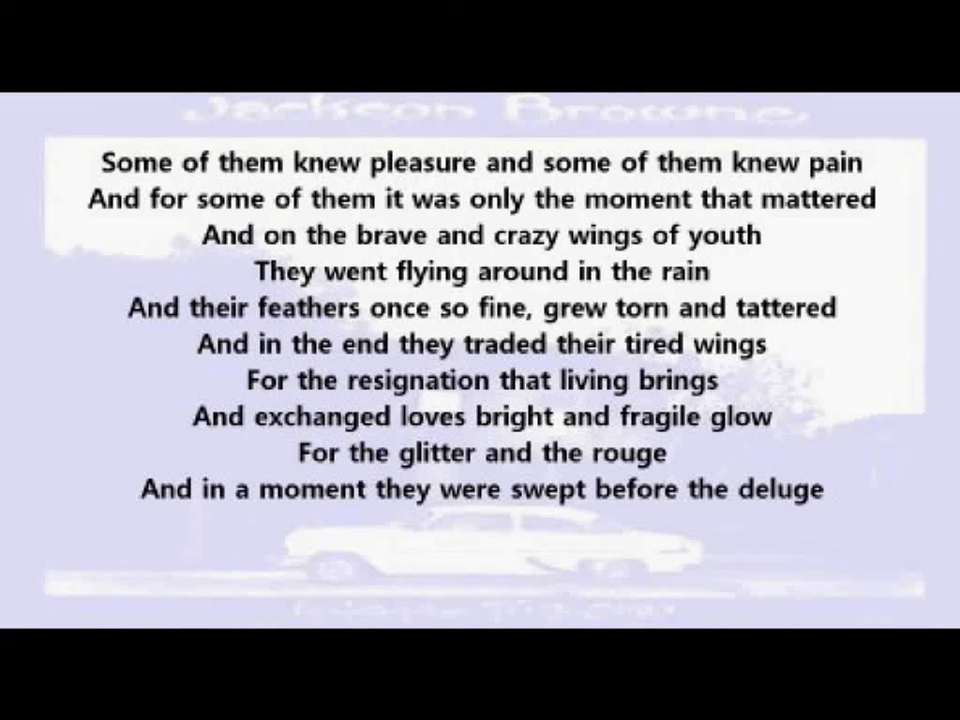 Jackson Browne
Some of them knew pleasure and some of them knew pain
And for some of them it was only the moment that mattered
And on the brave and crazy wings of youth
They went flying around in the rain
And their feathers once so fine, grew torn and tattered
And in the end they traded their tired wings
For the resignation that living brings
And exchanged loves bright and fragile glow
For the glitter and the rouge
And in a moment they were swept before the deluge